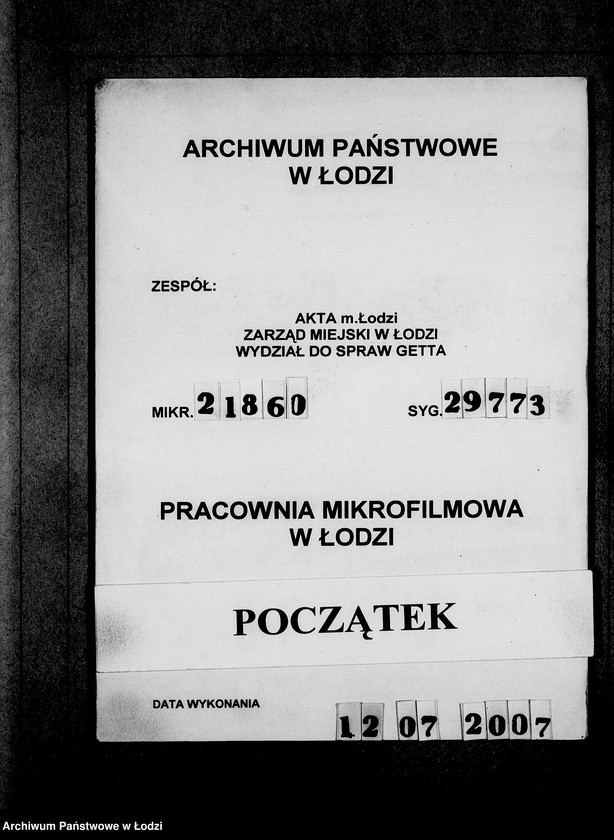 ARCHIWUM PAŃSTWOWE
W ŁODZI
ZESPÓŁ:
AKTA m.Łodzi
ZARZĄD MIEJSKI W ŁODZI
WYDZIAŁ DO SPRAW GETTA
MIKR. 21860 SYG. 29773
PRACOWNIA MIKROFILMOWA
W ŁODZI
POCZĄTEK
DATA WYKONANIA
12 07 2007
Archiwum Państwowe w Łodzi